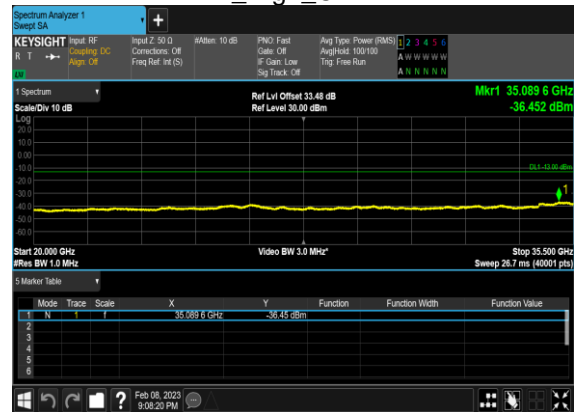 Spectrum Analyzer 1
Swept SA
+
KEYSIGHT Input: RF Input Z: 50 Ω #Atten: 10 dB PNO: Fast Avg Type: Power (RMS) 1 2 3 4 5 6
R T Coupling: DC Corrections: Off Gate: Off Avg|Hold: 100/100 A W W W W W
Align: Off Freq Ref: Int (S) IF Gain: Low Trig: Free Run
LXI Sig Track: Off A N N N N N
1 Spectrum Ref Lvl Offset 33.48 dB Mkr1 35.089 6 GHz
Scale/Div 10 dB Ref Level 30.00 dBm -36.452 dBm
Log
20.0
10.0
0.00
-10.0 DL1 -13.00 dBm
-20.0
-30.0 1
-40.0
-50.0
-60.0
Start 20.000 GHz Video BW 3.0 MHz* Stop 35.500 GHz
#Res BW 1.0 MHz Sweep 26.7 ms (40001 pts)
5 Marker Table
Mode Trace Scale X Y Function Function Width Function Value
1 N 1 f 35.089 6 GHz -36.45 dBm
2
3
4
5
6
? Feb 08, 2023
9:08:20 PM